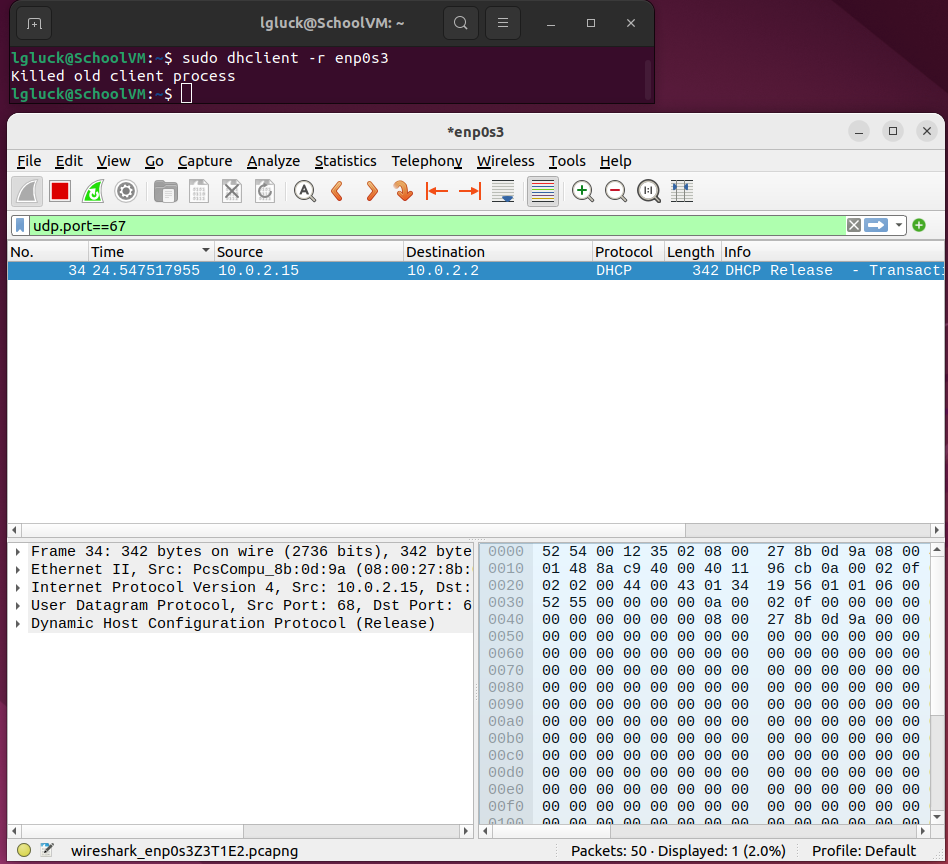 lgluck@SchoolVM: ~
lgluck@SchoolVM:~$ sudo dhclient -r enp0s3
Killed old client process
lgluck@SchoolVM:~$
*enp0s3
File Edit View Go Capture Analyze Statistics Telephony Wireless Tools Help
udp.port==67
No. Time Source Destination Protocol Length Info
34 24.547517955 10.0.2.15 10.0.2.2 DHCP 342 DHCP Release - Transacti
Frame 34: 342 bytes on wire (2736 bits), 342 byte
Ethernet II, Src: PcsCompu_8b:0d:9a (08:00:27:8b:
Internet Protocol Version 4, Src: 10.0.2.15, Dst:
User Datagram Protocol, Src Port: 68, Dst Port: 6
Dynamic Host Configuration Protocol (Release)
0000 52 54 00 12 35 02 08 00 27 8b 0d 9a 08 00
0010 01 48 8a c9 40 00 40 11 96 cb 0a 00 02 0f
0020 02 02 00 44 00 43 01 34 19 56 01 01 06 00
0030 52 55 00 00 00 00 0a 00 02 0f 00 00 00 00
0040 00 00 00 00 00 00 08 00 27 8b 0d 9a 00 00
0050 00 00 00 00 00 00 00 00 00 00 00 00 00 00
0060 00 00 00 00 00 00 00 00 00 00 00 00 00 00
0070 00 00 00 00 00 00 00 00 00 00 00 00 00 00
0080 00 00 00 00 00 00 00 00 00 00 00 00 00 00
0090 00 00 00 00 00 00 00 00 00 00 00 00 00 00
00a0 00 00 00 00 00 00 00 00 00 00 00 00 00 00
00b0 00 00 00 00 00 00 00 00 00 00 00 00 00 00
00c0 00 00 00 00 00 00 00 00 00 00 00 00 00 00
00d0 00 00 00 00 00 00 00 00 00 00 00 00 00 00
00e0 00 00 00 00 00 00 00 00 00 00 00 00 00 00
00f0 00 00 00 00 00 00 00 00 00 00 00 00 00 00
0100 00 00 00 00 00 00 00 00 00 00 00 00 00 00
wireshark_enp0s3Z3T1E2.pcapng Packets: 50 · Displayed: 1 (2.0%) Profile: Default